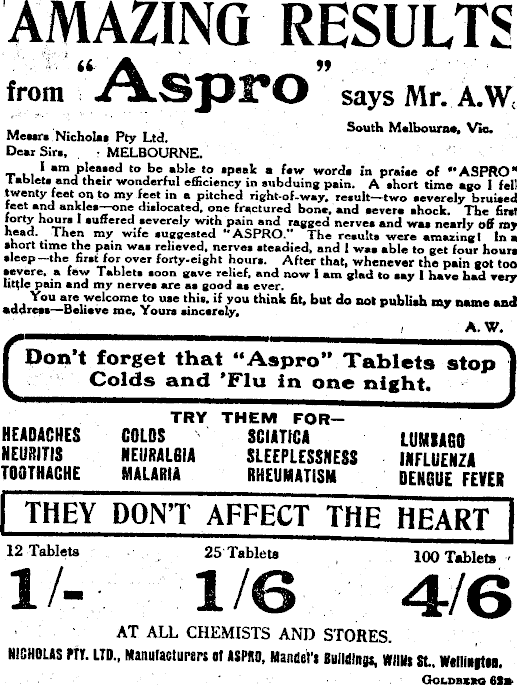 AMAZING RESULTS
from "Aspro" says Mr. A.W.
South Melbourne, Vic.
Messrs Nicholas Pty Ltd.
Dear Sirs, MELBOURNE.
I am pleased to be able to speak a few words in praise of "ASPRO"
Tablets and their wonderful efficiency in subduing pain. A short time ago I fell
twenty feet on to my feet in a pitched right-of-way, result—two severely bruised
feet and ankles—one dislocated, one fractured bone, and severe shock. The first
forty hours I suffered severely with pain and ragged nerves and was nearly off my
head. Then my wife suggested "ASPRO." The results were amazing! In a
short time the pain was relieved, nerves steadied, and I was able to get four hours
sleep—the first for over forty-eight hours. After that, whenever the pain got too
severe, a few Tablets soon gave relief, and now I am glad to say I have had very
little pain and my nerves are as good as ever.
You are welcome to use this, if you think fit, but do not publish my name and
address—Believe me, Yours sincerely,
A. W.
Don't forget that "Aspro" Tablets stop
Colds and 'Flu in one night.
TRY THEM FOR—
HEADACHES COLDS SCIATICA LUMBAGO
NEURITIS NEURALGIA SLEEPLESSNESS INFLUENZA
TOOTHACHE MALARIA RHEUMATISM DENGUE FEVER
THEY DON'T AFFECT THE HEART
12 Tablets 25 Tablets 100 Tablets
1/- 1/6 4/6
AT ALL CHEMISTS AND STORES.
NICHOLAS PTY. LTD., Manufacturers of ASPRO, Mandel's Buildings, Willis St., Wellington.
GOLDBERG 62B